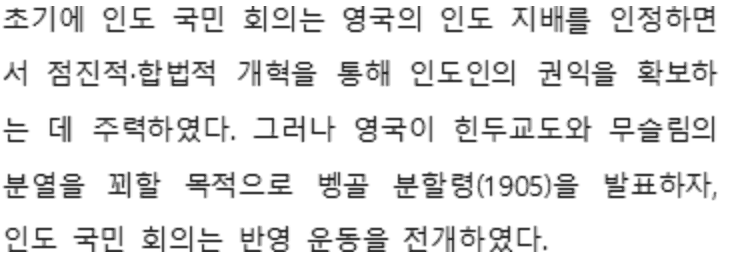 초기에 인도 국민 회의는 영국의 인도 지배를 인정하면
서 점진적·합법적 개혁을 통해 인도인의 권익을 확보하
는 데 주력하였다. 그러나 영국이 힌두교도와 무슬림의
분열을 꾀할 목적으로 벵골 분할령(1905)을 발표하자,
인도 국민 회의는 반영 운동을 전개하였다.